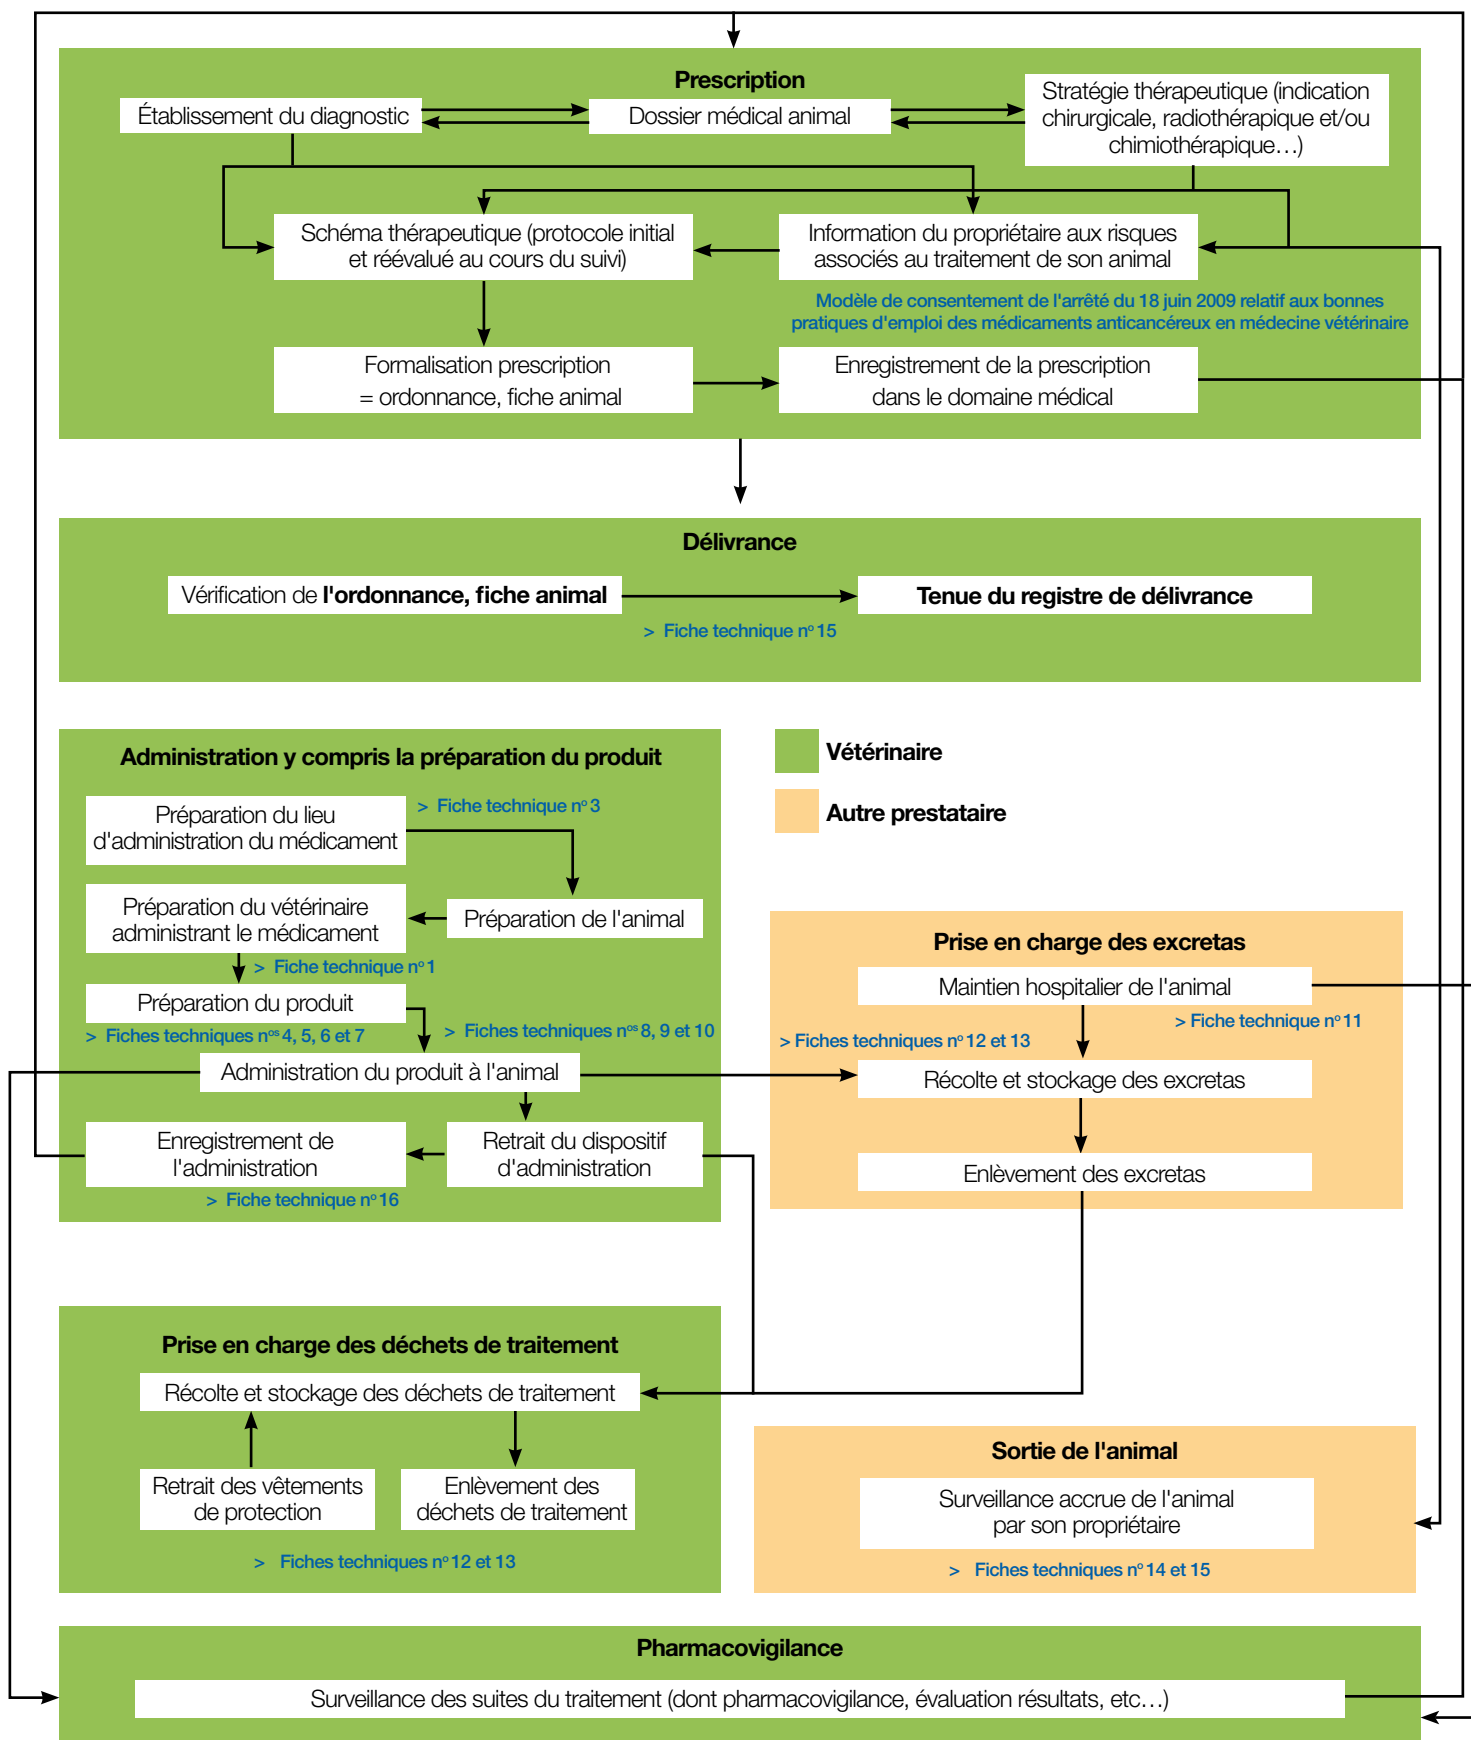 Prescription
Établissement du diagnostic
Dossier médical animal
Stratégie thérapeutique (indication
chirurgicale, radiothérapique et/ou
chimiothérapique…)
Schéma thérapeutique (protocole initial
et réévalué au cours du suivi)
Information du propriétaire aux risques
associés au traitement de son animal
Modèle de consentement de l'arrêté du 18 juin 2009 relatif aux bonnes
pratiques d'emploi des médicaments anticancéreux en médecine vétérinaire
Formalisation prescription
= ordonnance, fiche animal
Enregistrement de la prescription
dans le domaine médical
Délivrance
Vérification de l'ordonnance, fiche animal
Tenue du registre de délivrance
> Fiche technique nº 15
Administration y compris la préparation du produit
Préparation du lieu
d'administration du médicament
> Fiche technique nº 3
Préparation du vétérinaire
administrant le médicament
Préparation de l'animal
> Fiche technique nº 1
Préparation du produit
> Fiches techniques nºˢ 4, 5, 6 et 7
> Fiches techniques nºˢ 8, 9 et 10
Administration du produit à l'animal
Enregistrement de
l'administration
Retrait du dispositif
d'administration
> Fiche technique nº 16
Vétérinaire
Autre prestataire
Prise en charge des excretas
Maintien hospitalier de l'animal
> Fiche technique nº 11
> Fiches techniques nº 12 et 13
Récolte et stockage des excretas
Enlèvement des excretas
Prise en charge des déchets de traitement
Récolte et stockage des déchets de traitement
Retrait des vêtements
de protection
Enlèvement des
déchets de traitement
> Fiches techniques nº 12 et 13
Sortie de l'animal
Surveillance accrue de l'animal
par son propriétaire
> Fiches techniques nº 14 et 15
Pharmacovigilance
Surveillance des suites du traitement (dont pharmacovigilance, évaluation résultats, etc…)